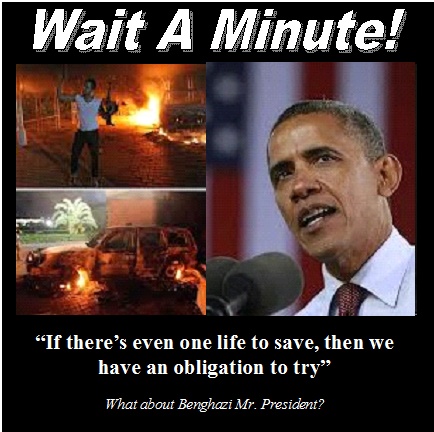 Wait A Minute!
“If there’s even one life to save, then we
have an obligation to try”
What about Benghazi Mr. President?